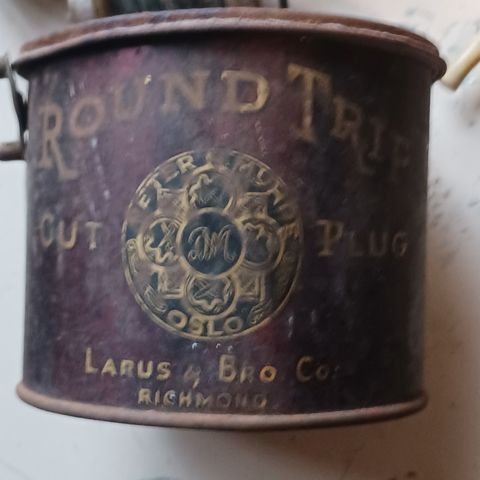 ROUND TRIP
CUT PLUG
OSLO
LARUS & BRO. CO.
RICHMOND